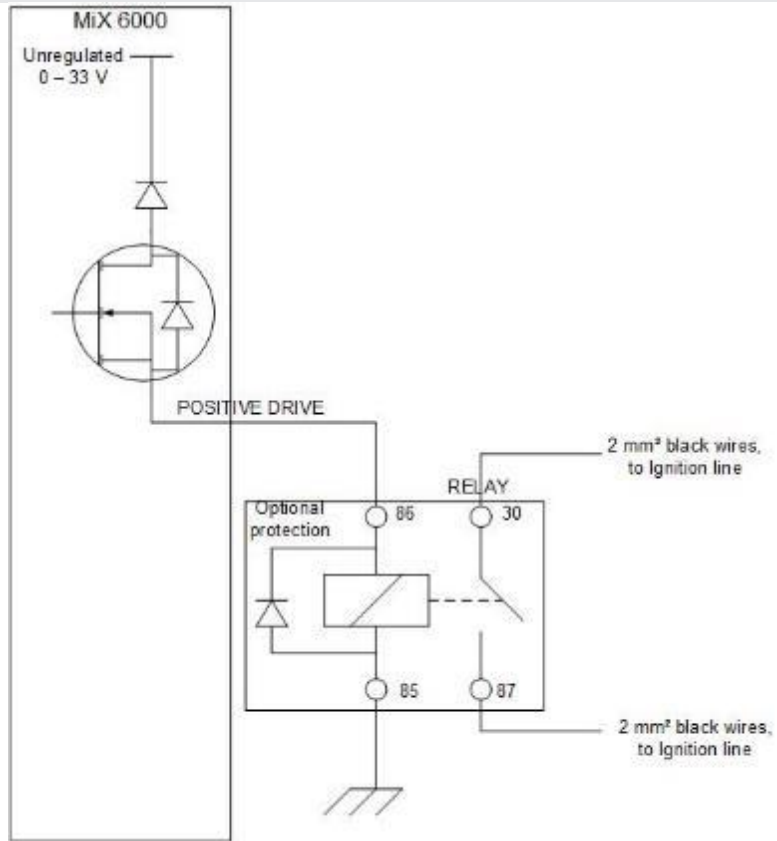 MiX 6000
Unregulated
0 – 33 V
POSITIVE DRIVE
2 mm² black wires,
to Ignition line
RELAY
Optional
protection
86
30
85
87
2 mm² black wires,
to Ignition line